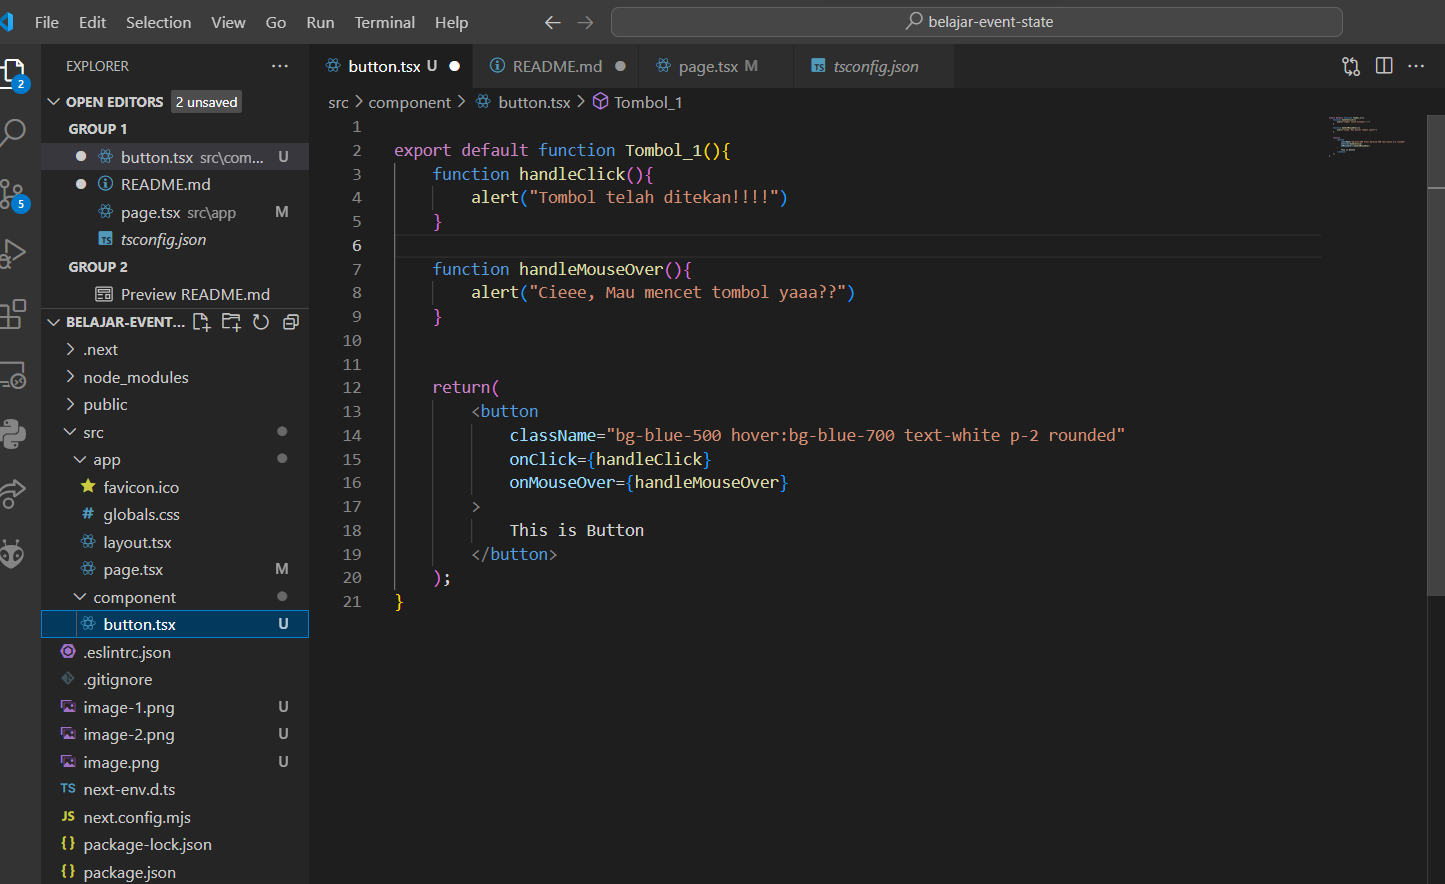 File Edit Selection View Go Run Terminal Help
belajar-event-state
EXPLORER
2
OPEN EDITORS 2 unsaved
GROUP 1
button.tsx src\com... U
README.md
page.tsx src\app M
tsconfig.json
GROUP 2
Preview README.md
5
BELAJAR-EVENT...
.next
node_modules
public
src
app
favicon.ico
# globals.css
layout.tsx
page.tsx M
component
button.tsx U
.eslintrc.json
.gitignore
image-1.png U
image-2.png U
image.png U
TS next-env.d.ts
JS next.config.mjs
{} package-lock.json
{} package.json
button.tsx U
README.md
page.tsx M
TS tsconfig.json
src > component > button.tsx > Tombol_1
1
2 export default function Tombol_1(){
3 function handleClick(){
4 alert("Tombol telah ditekan!!!!")
5 }
6
7 function handleMouseOver(){
8 alert("Cieee, Mau mencet tombol yaaa??")
9 }
10
11
12 return(
13 <button
14 className="bg-blue-500 hover:bg-blue-700 text-white p-2 rounded"
15 onClick={handleClick}
16 onMouseOver={handleMouseOver}
17 >
18 This is Button
19 </button>
20 );
21 }